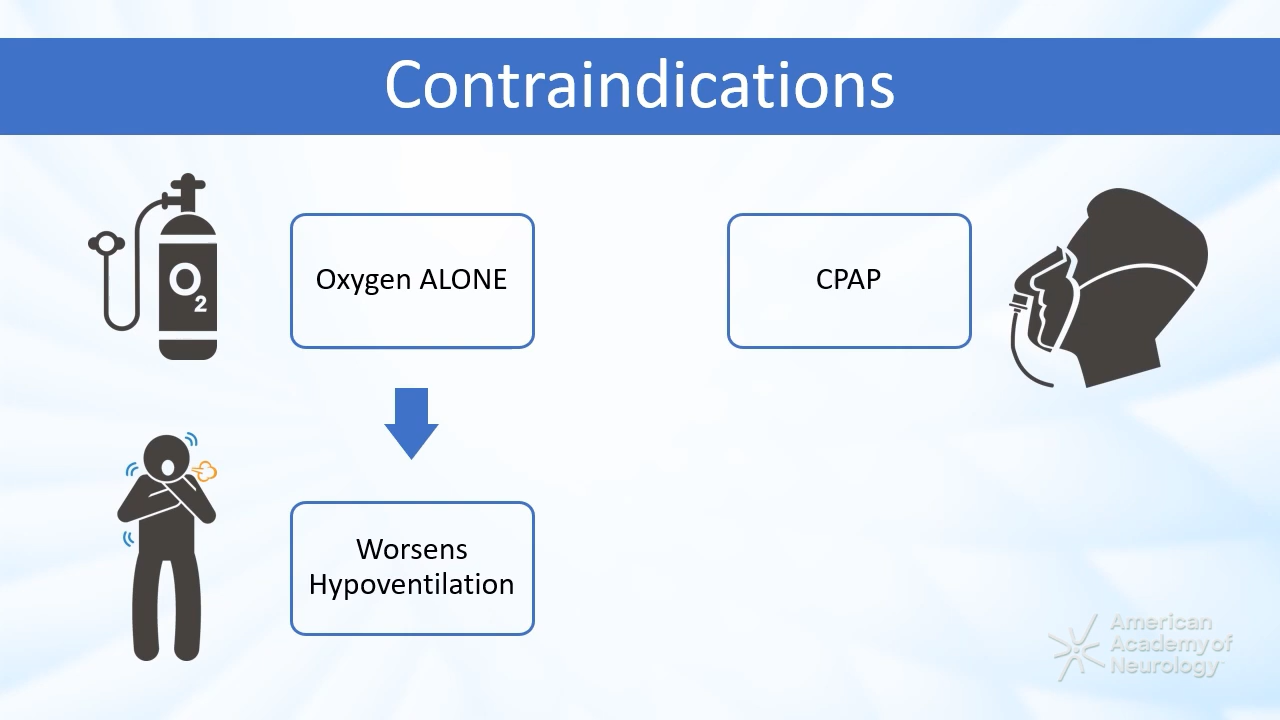 Contraindications
O2
Oxygen ALONE
CPAP
Worsens
Hypoventilation
American
Academy of
Neurology